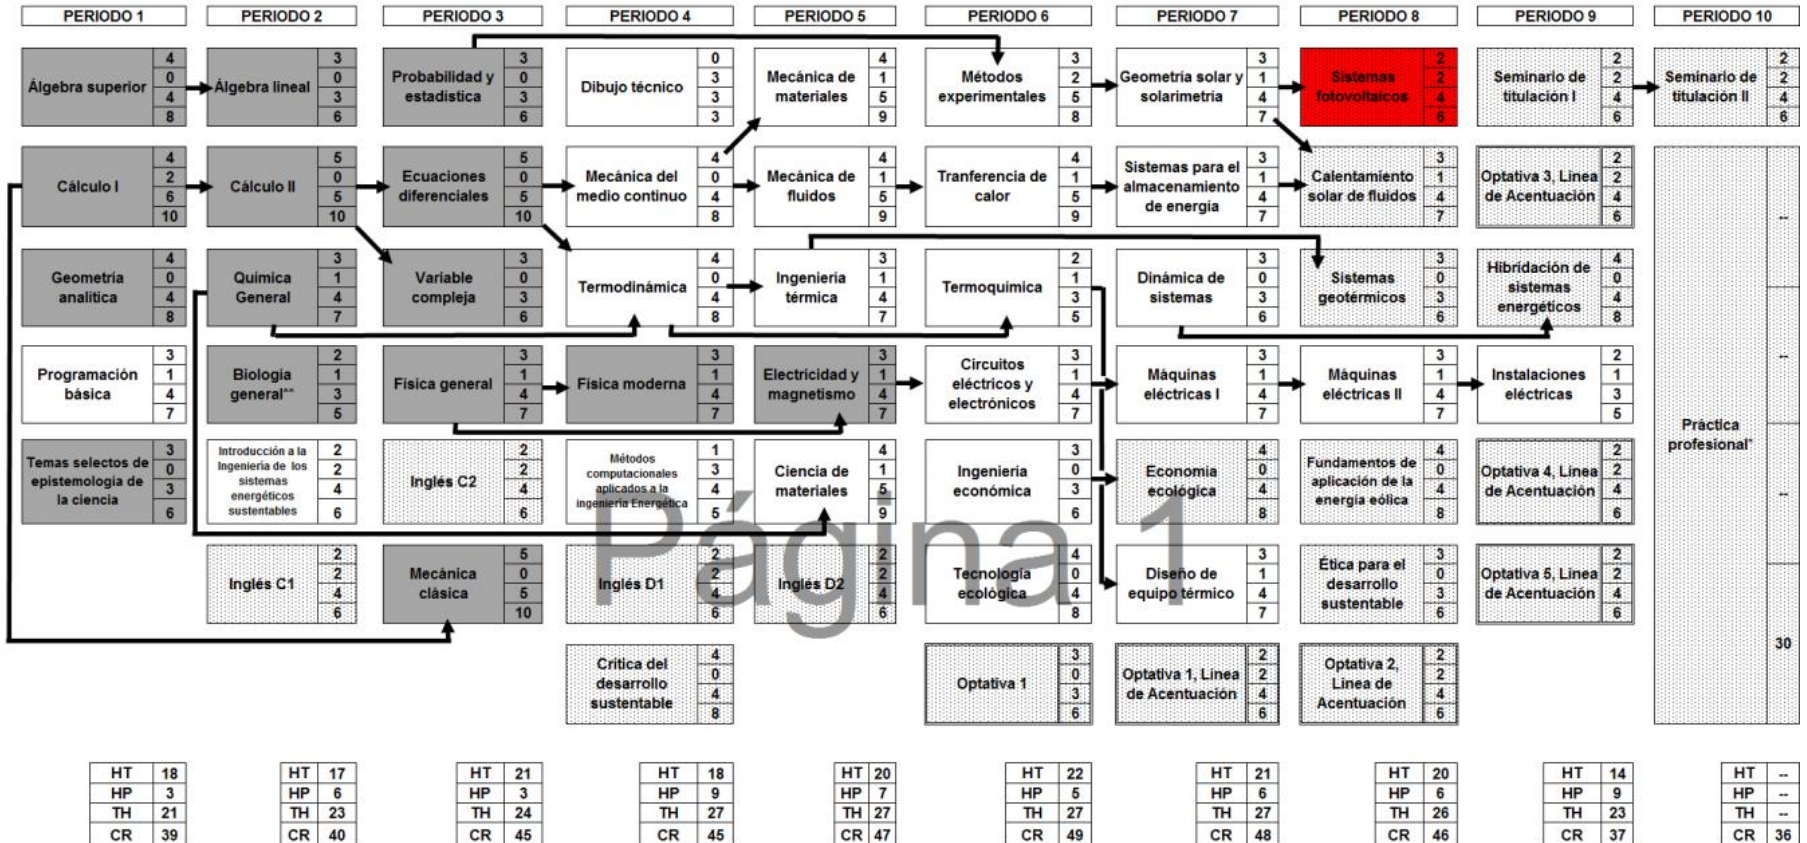 PERIODO 1
PERIODO 2
PERIODO 3
PERIODO 4
PERIODO 5
PERIODO 6
PERIODO 7
PERIODO 8
PERIODO 9
PERIODO 10
Álgebra superior
4
0
4
8
Álgebra lineal
3
0
3
6
Probabilidad y
estadística
3
0
3
6
Dibujo técnico
0
3
3
3
Mecánica de
materiales
4
1
5
9
Métodos
experimentales
3
2
5
8
Geometría solar y
solarimetría
3
1
4
7
Sistemas
fotovoltaicos
2
2
4
6
Seminario de
titulación I
2
2
4
6
Seminario de
titulación II
2
2
4
6
Cálculo I
4
2
6
10
Cálculo II
5
0
5
10
Ecuaciones
diferenciales
5
0
5
10
Mecánica del
medio continuo
4
0
4
8
Mecánica de
fluidos
4
1
5
9
Tranferencia de
calor
4
1
5
9
Sistemas para el
almacenamiento
de energía
3
1
4
7
Calentamiento
solar de fluidos
3
1
4
7
Optativa 3, Linea
de Acentuación
2
2
4
6
Práctica
profesional*
--
--
--
30
Geometría
analítica
4
0
4
8
Química
General
3
1
4
7
Variable
compleja
3
0
3
6
Termodinámica
4
0
4
8
Ingeniería
térmica
3
1
4
7
Termoquímica
2
1
3
5
Dinámica de
sistemas
3
0
3
6
Sistemas
geotérmicos
3
0
3
6
Hibridación de
sistemas
energéticos
4
0
4
8
Programación
básica
3
1
4
7
Biología
general**
2
1
3
5
Física general
3
1
4
7
Física moderna
3
1
4
7
Electricidad y
magnetismo
3
1
4
7
Circuitos
eléctricos y
electrónicos
3
1
4
7
Máquinas
eléctricas I
3
1
4
7
Máquinas
eléctricas II
3
1
4
7
Instalaciones
eléctricas
2
1
3
5
Temas selectos de
epistemología de
la ciencia
3
0
3
6
Introducción a la
Ingeniería de los
sistemas
energéticos
sustentables
2
2
4
6
Inglés C2
2
2
4
6
Métodos
computacionales
aplicados a la
ingeniería Energética
1
3
4
5
Ciencia de
materiales
4
1
5
9
Ingeniería
económica
3
0
3
6
Economía
ecológica
4
0
4
8
Fundamentos de
aplicación de la
energía eólica
4
0
4
8
Optativa 4, Linea
de Acentuación
2
2
4
6
Página 1
Inglés C1
2
2
4
6
Mecánica
clásica
5
0
5
10
Inglés D1
2
2
4
6
Inglés D2
2
2
4
6
Tecnología
ecológica
4
0
4
8
Diseño de
equipo térmico
3
1
4
7
Ética para el
desarrollo
sustentable
3
0
3
6
Optativa 5, Linea
de Acentuación
2
2
4
6
Crítica del
desarrollo
sustentable
4
0
4
8
Optativa 1
3
0
3
6
Optativa 1, Linea
de Acentuación
2
2
4
6
Optativa 2,
Linea de
Acentuación
2
2
4
6
HT 18
HP 3
TH 21
CR 39
HT 17
HP 6
TH 23
CR 40
HT 21
HP 3
TH 24
CR 45
HT 18
HP 9
TH 27
CR 45
HT 20
HP 7
TH 27
CR 47
HT 22
HP 5
TH 27
CR 49
HT 21
HP 6
TH 27
CR 48
HT 20
HP 6
TH 26
CR 46
HT 14
HP 9
TH 23
CR 37
HT --
HP --
TH --
CR 36